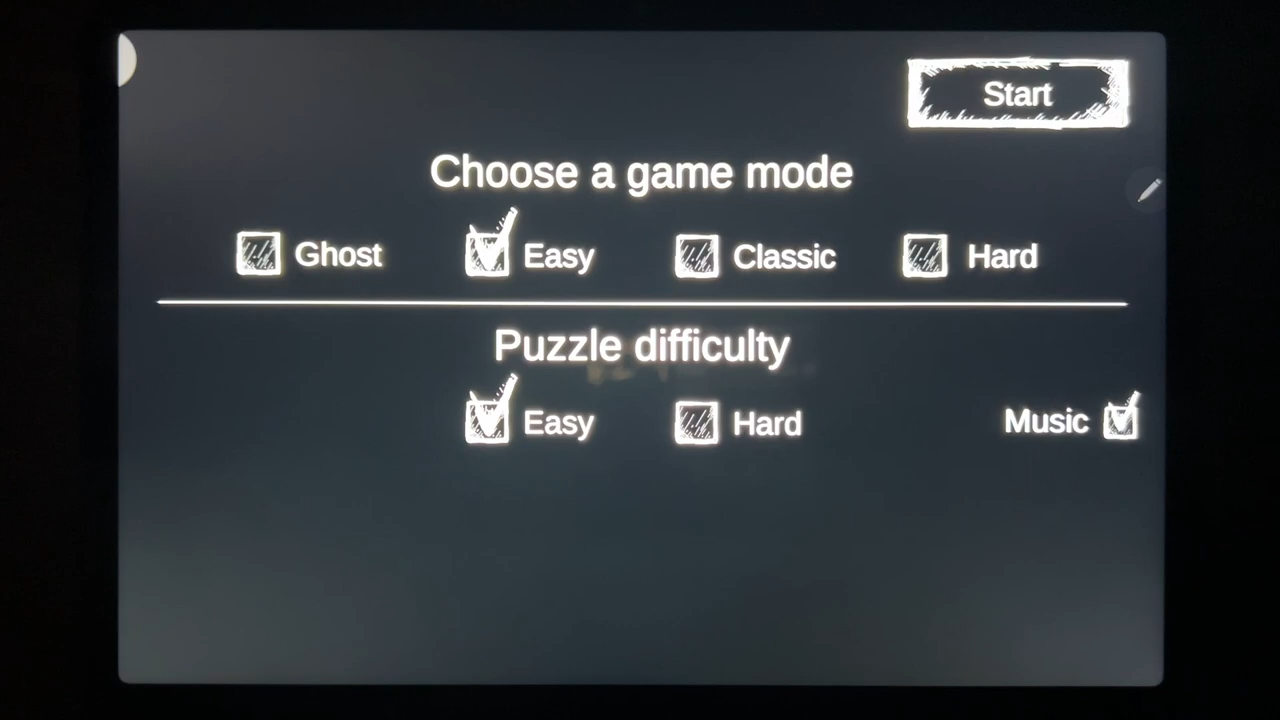 Start
Choose a game mode
Ghost Easy Classic Hard
Puzzle difficulty
Easy Hard Music